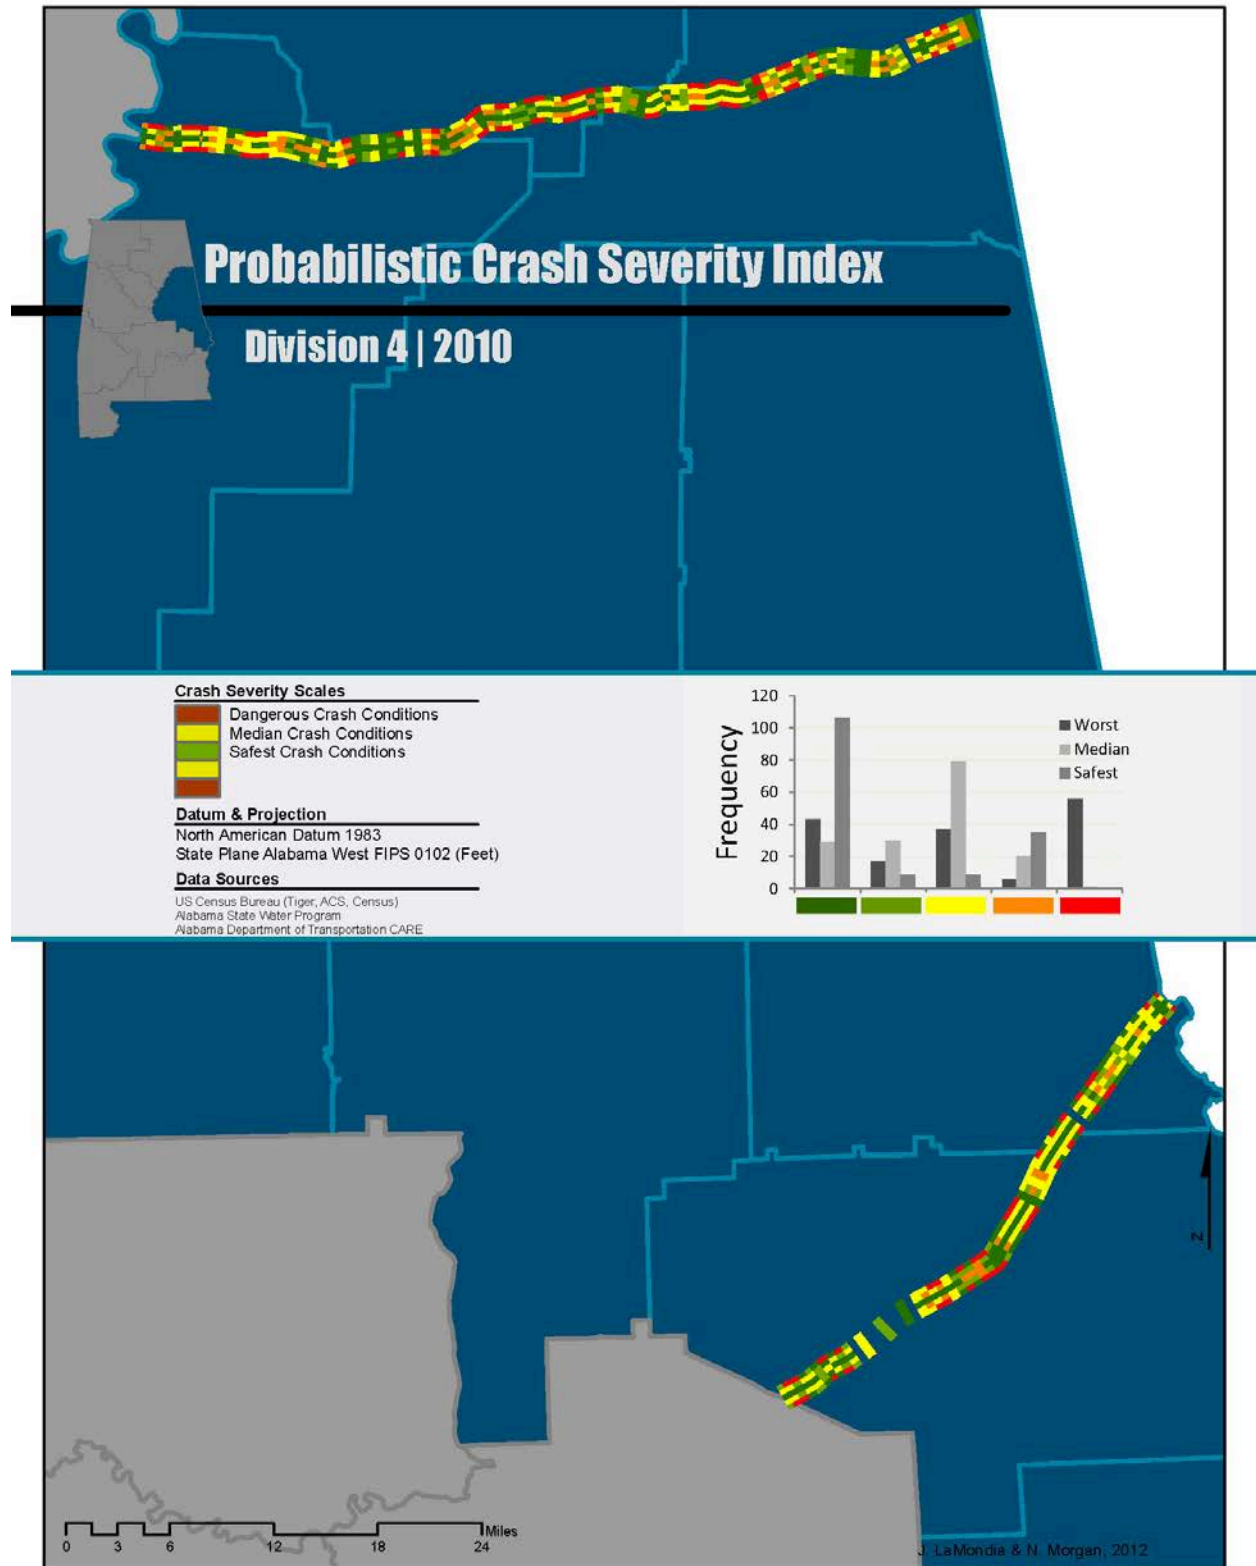 Probabilistic Crash Severity Index
Division 4 | 2010
Crash Severity Scales
Dangerous Crash Conditions
Median Crash Conditions
Safest Crash Conditions
Datum & Projection
North American Datum 1983
State Plane Alabama West FIPS 0102 (Feet)
Data Sources
US Census Bureau (Tiger, ACS, Census)
Alabama State Water Program
Alabama Department of Transportation CARE
Frequency
120
100
80
60
40
20
0
Worst
Median
Safest
N
0 3 6 12 18 24
Miles
J. LaMondia & N. Morgan, 2012